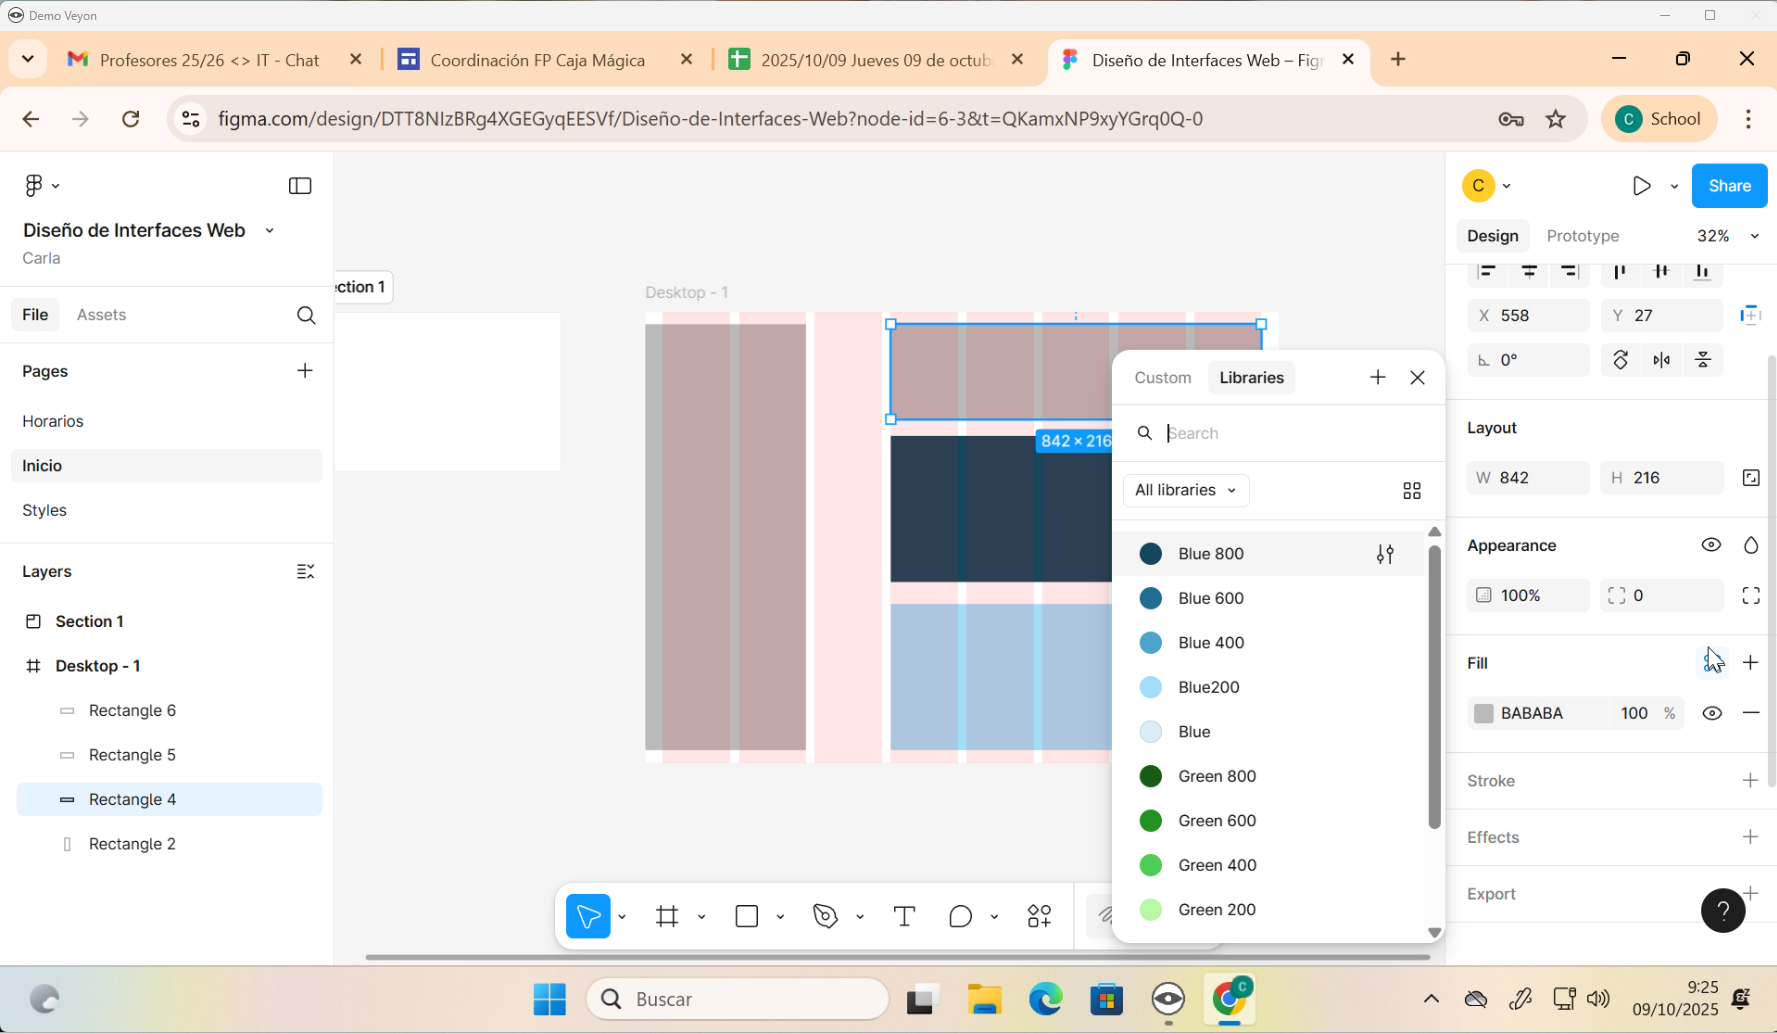 Demo Veyon
Profesores 25/26 <> IT - Chat
Coordinación FP Caja Mágica
2025/10/09 Jueves 09 de octub
Diseño de Interfaces Web – Fig
figma.com/design/DTT8NIzBRg4XGEGyqEESVf/Diseño-de-Interfaces-Web?node-id=6-3&t=QKamxNP9xyYGrq0Q-0
C School
Diseño de Interfaces Web
Carla
File Assets
Pages
Horarios
Inicio
Styles
Layers
Section 1
Desktop - 1
Rectangle 6
Rectangle 5
Rectangle 4
Rectangle 2
ction 1
Desktop - 1
842 × 216
Custom Libraries
Search
All libraries
Blue 800
Blue 600
Blue 400
Blue200
Blue
Green 800
Green 600
Green 400
Green 200
C
Share
Design Prototype 32%
X 558 Y 27
0°
Layout
W 842 H 216
Appearance
100% 0
Fill
BABABA 100 %
Stroke
Effects
Export
?
Buscar
C
9:25
09/10/2025